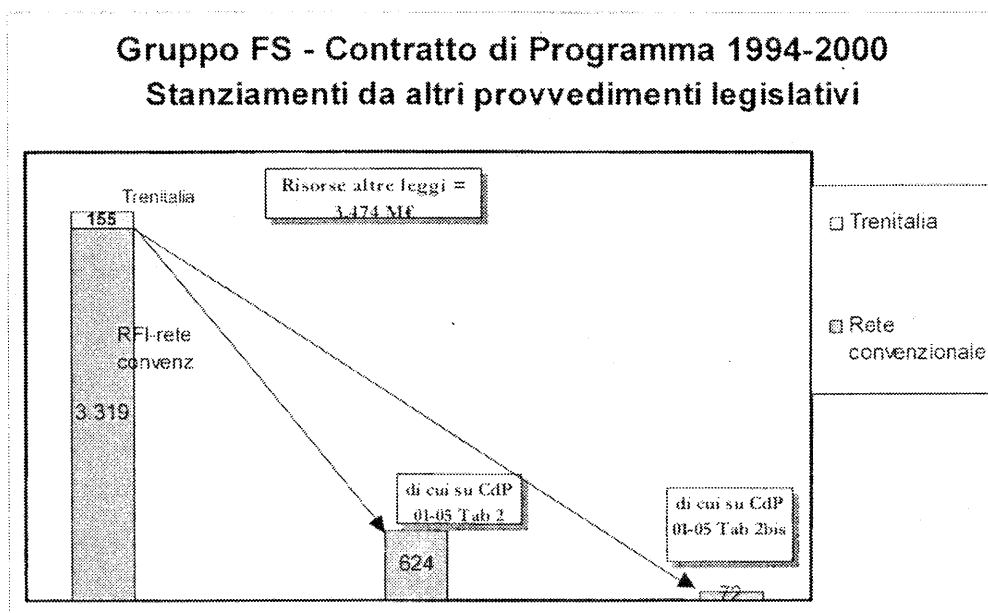 Gruppo FS - Contratto di Programma 1994-2000
Stanziamenti da altri provvedimenti legislativi
Risorse altre leggi =
3.474 M€
Trenitalia
155
RFI-rete
convenz
3.319
di cui su CdP
01-05 Tab 2
624
di cui su CdP
01-05 Tab 2bis
72
Trenitalia
Rete
convenzionale